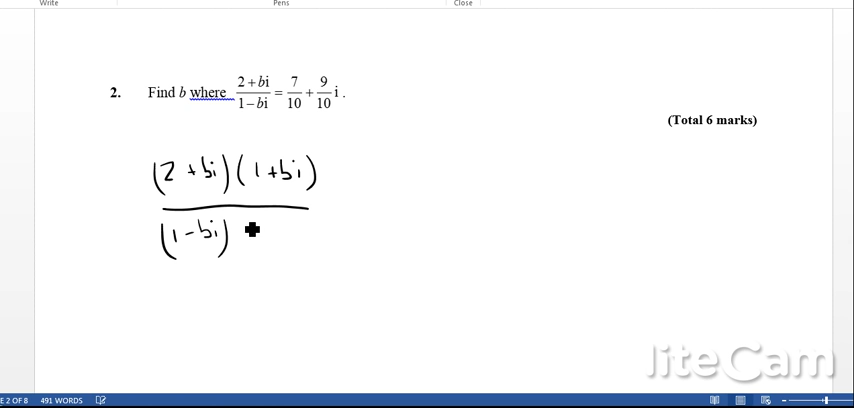 Write Pens Close
2. Find b where (2 + bi)/(1 − bi) = 7/10 + 9/10 i .
(Total 6 marks)
(2 + bi) (1 + bi)
(1 − bi)
liteCam
E 2 OF 8 491 WORDS